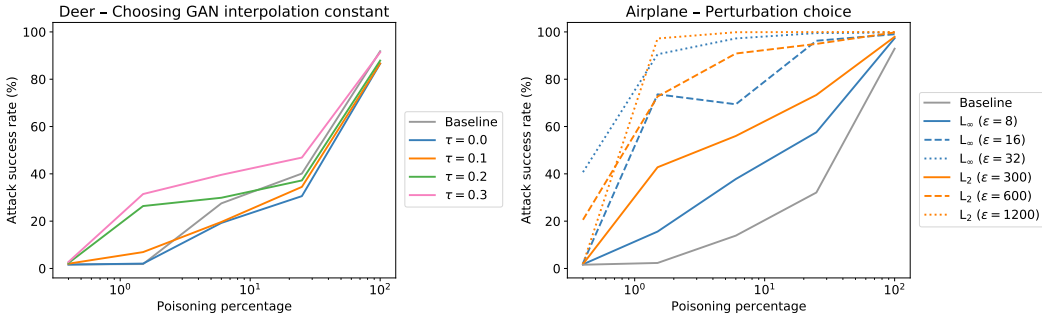 Deer – Choosing GAN interpolation constant
100
80
60
40
20
0
Attack success rate (%)
10⁰
10¹
10²
Poisoning percentage
Baseline
τ = 0.0
τ = 0.1
τ = 0.2
τ = 0.3
Airplane – Perturbation choice
100
80
60
40
20
0
Attack success rate (%)
10⁰
10¹
10²
Poisoning percentage
Baseline
L∞ (ε = 8)
L∞ (ε = 16)
L∞ (ε = 32)
L₂ (ε = 300)
L₂ (ε = 600)
L₂ (ε = 1200)